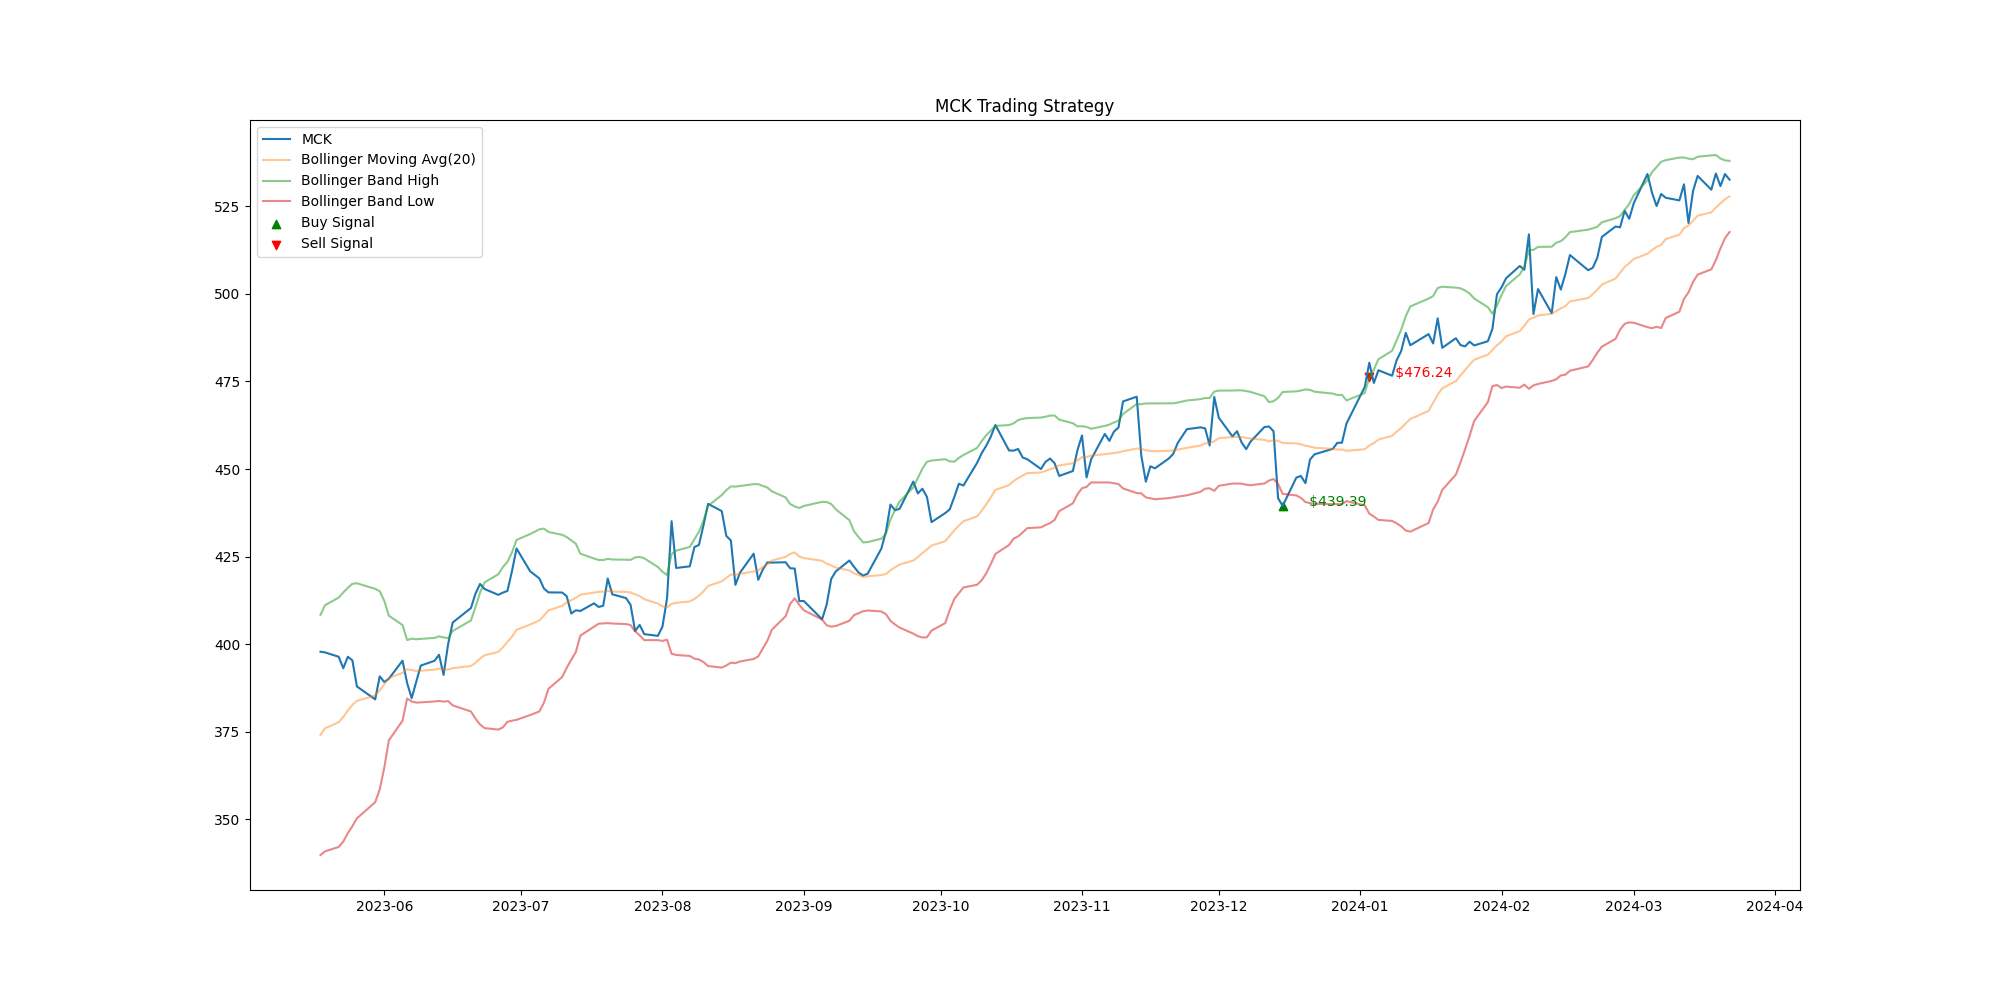 MCK Trading Strategy
MCK
Bollinger Moving Avg(20)
Bollinger Band High
Bollinger Band Low
Buy Signal
Sell Signal
525
500
475
450
425
400
375
350
$476.24
$439.39
2023-06 2023-07 2023-08 2023-09 2023-10 2023-11 2023-12 2024-01 2024-02 2024-03 2024-04